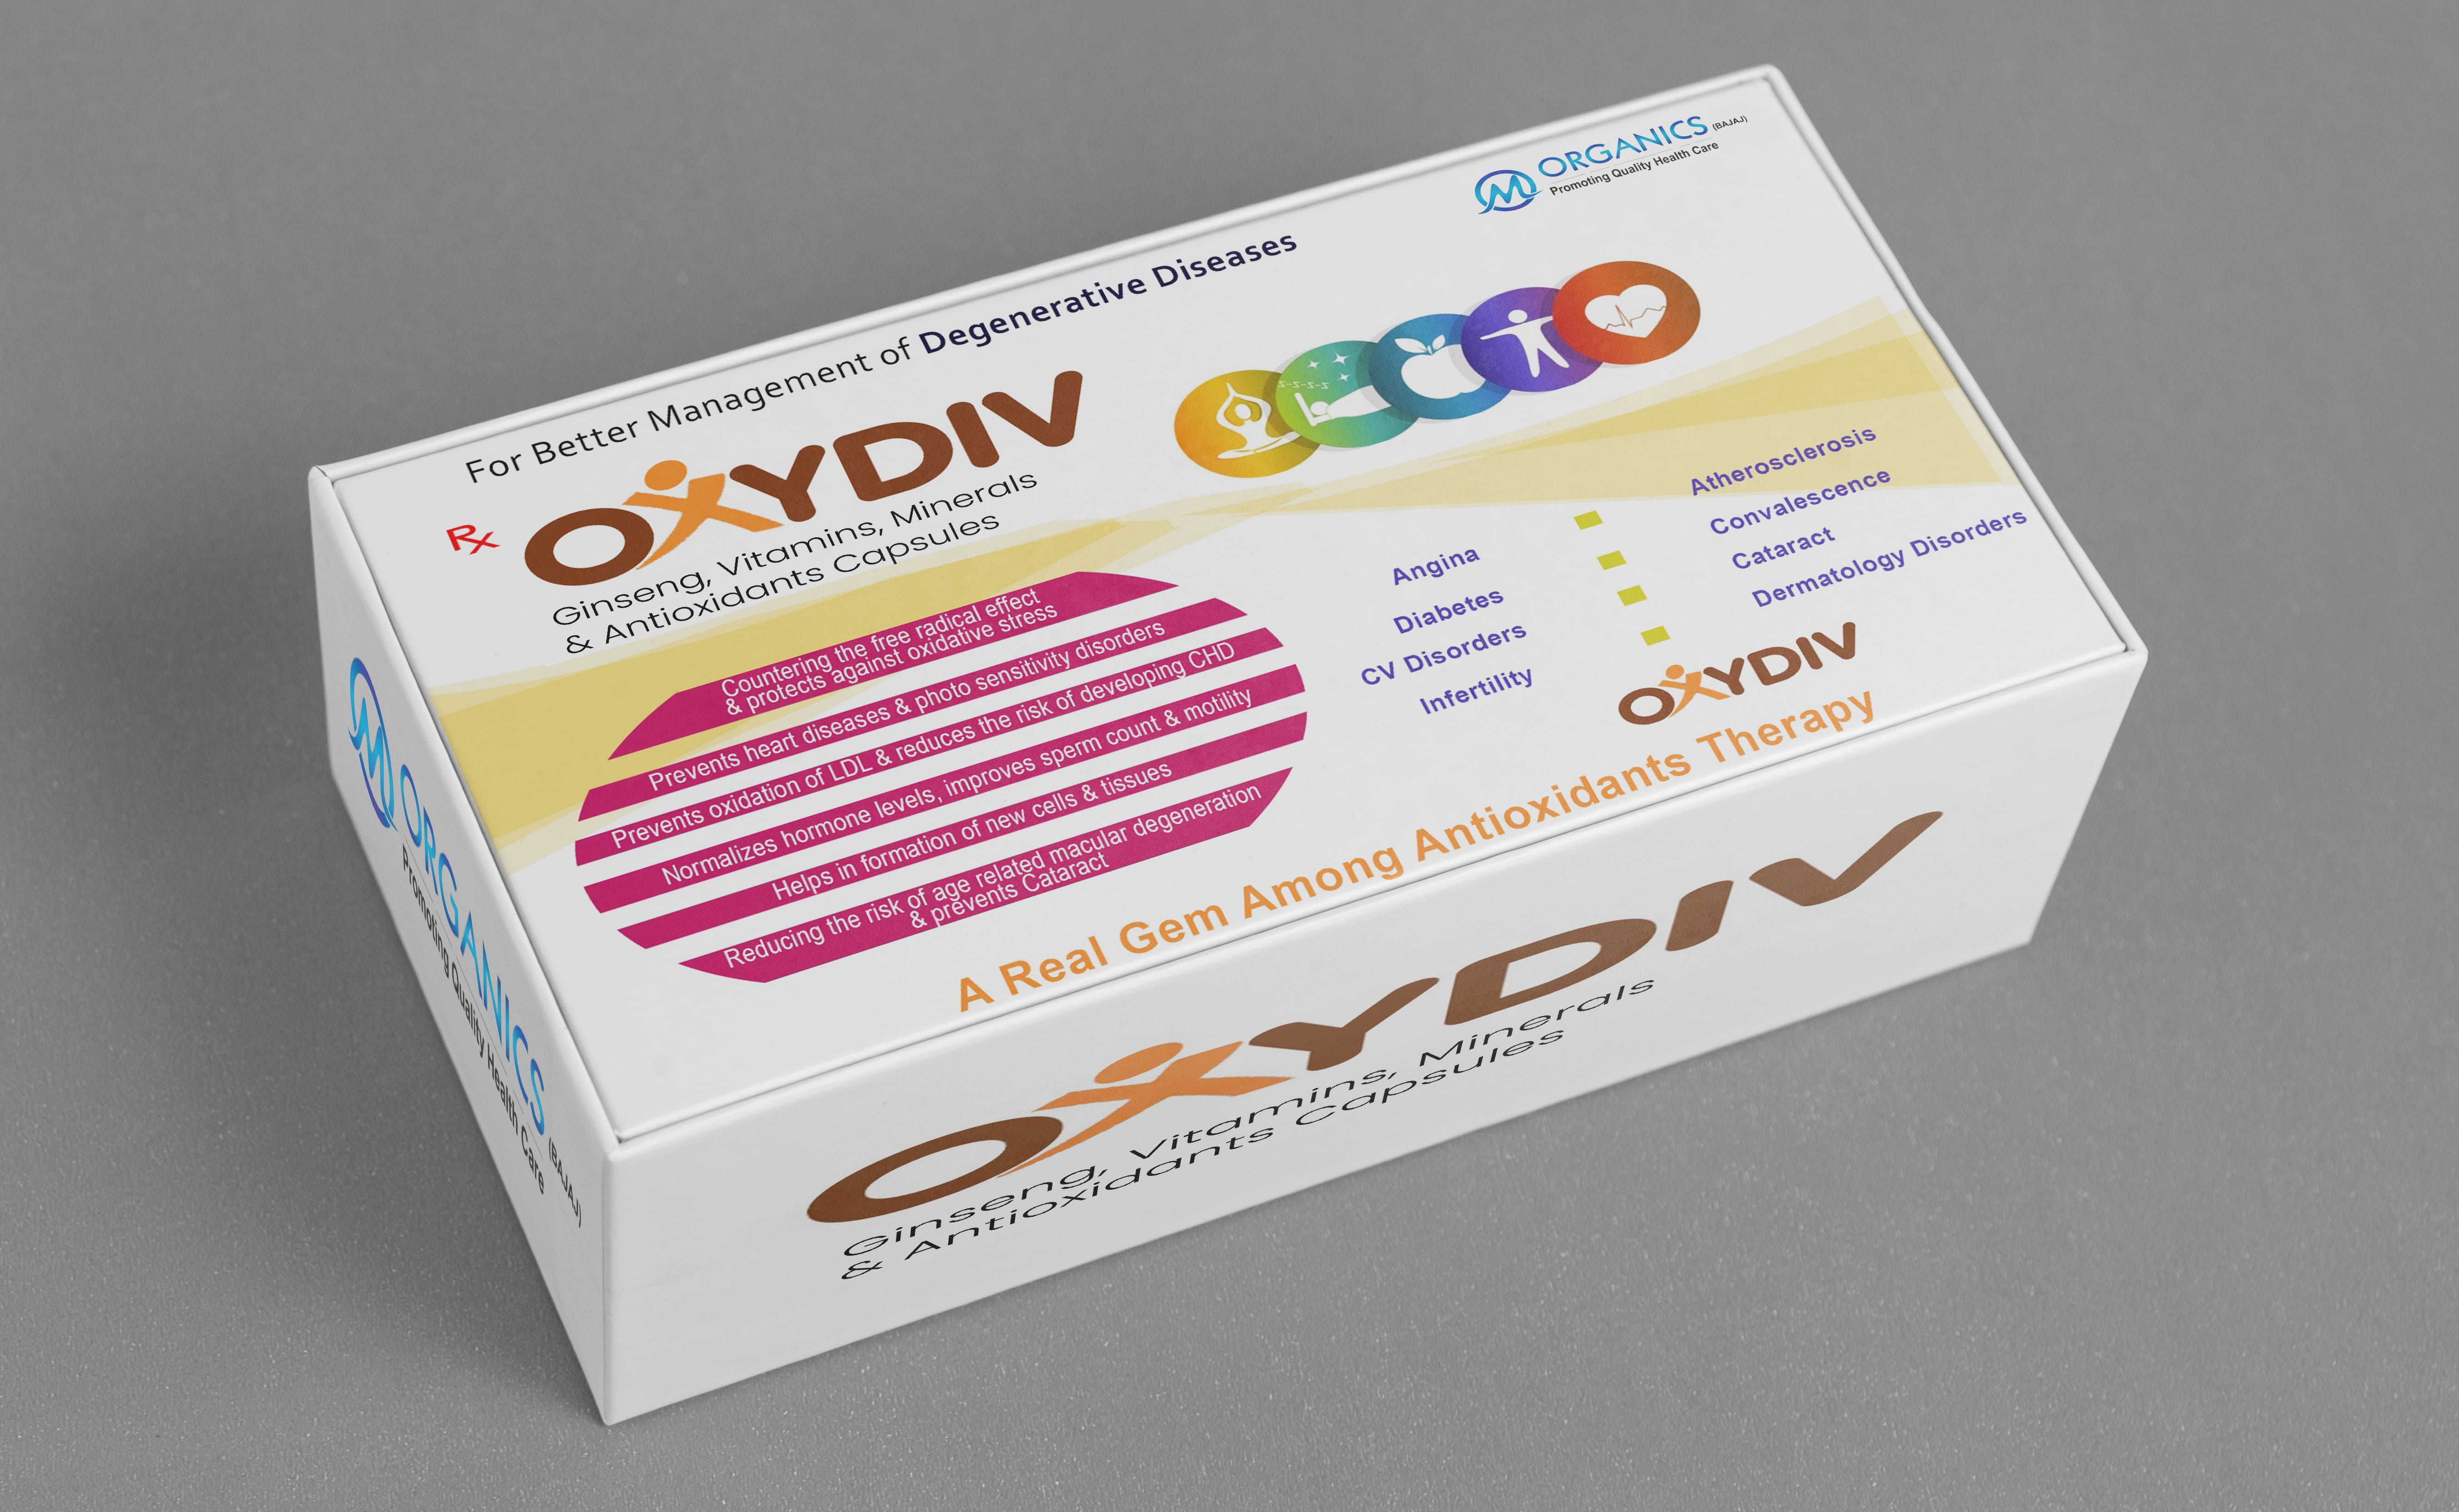 M ORGANICS (BAJAJ)
Promoting Quality Health Care
For Better Management of Degenerative Diseases
Rx OXYDIV
Ginseng, Vitamins, Minerals
& Antioxidants Capsules
z-z-z-z
Countering the free radical effect
& protects against oxidative stress
Prevents heart diseases & photo sensitivity disorders
Prevents oxidation of LDL & reduces the risk of developing CHD
Normalizes hormone levels, improves sperm count & motility
Helps in formation of new cells & tissues
Reducing the risk of age related macular degeneration
& prevents Cataract
Angina
Diabetes
CV Disorders
Infertility
Atherosclerosis
Convalescence
Cataract
Dermatology Disorders
OXYDIV
A Real Gem Among Antioxidants Therapy
M ORGANICS (BAJAJ)
Promoting Quality Health Care
OXYDIV
Ginseng, Vitamins, Minerals
& Antioxidants Capsules